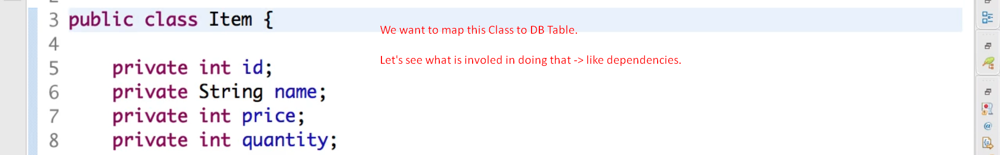 3 public class Item {
We want to map this Class to DB Table.
4
Let's see what is involed in doing that -> like dependencies.
5 private int id;
6 private String name;
7 private int price;
8 private int quantity;